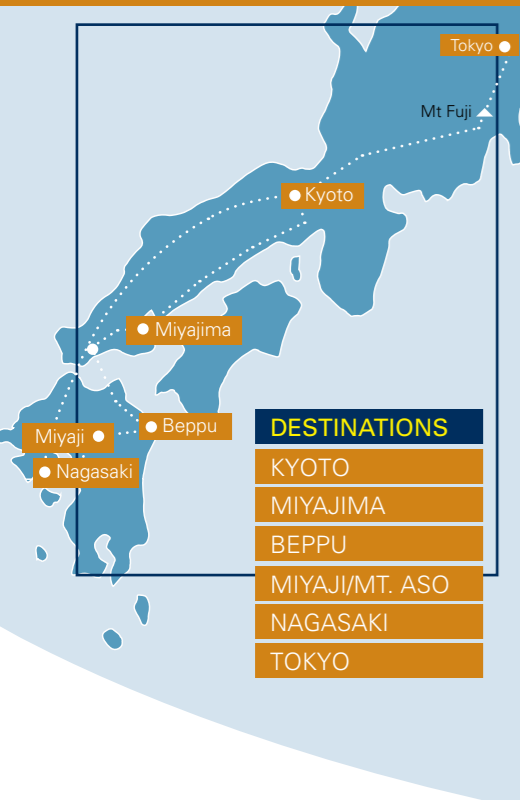 Tokyo
Mt Fuji
Kyoto
Miyajima
Beppu
Miyaji
Nagasaki
DESTINATIONS
KYOTO
MIYAJIMA
BEPPU
MIYAJI/MT. ASO
NAGASAKI
TOKYO